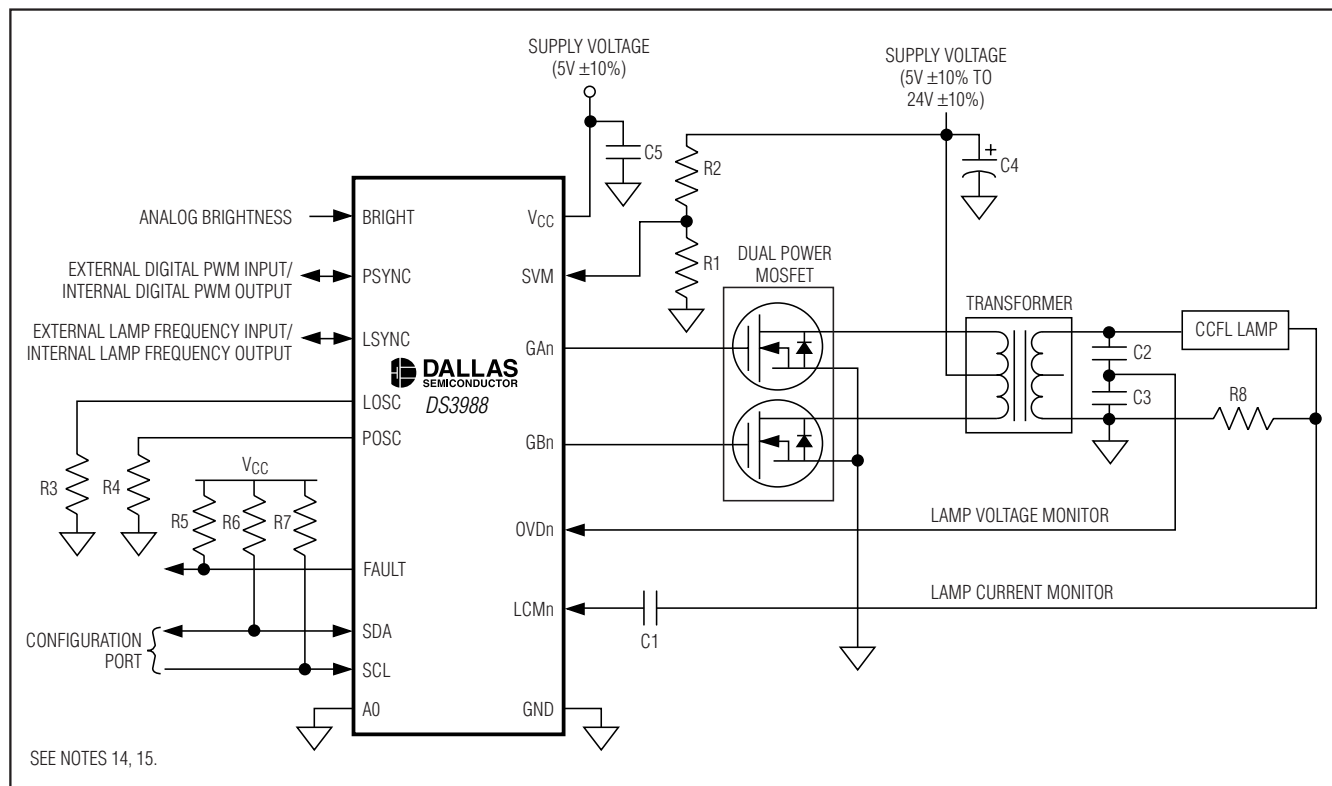 SUPPLY VOLTAGE
(5V ±10%)
SUPPLY VOLTAGE
(5V ±10% TO
24V ±10%)
C5
R2
+
C4
ANALOG BRIGHTNESS
BRIGHT
VCC
EXTERNAL DIGITAL PWM INPUT/
INTERNAL DIGITAL PWM OUTPUT
PSYNC
SVM
R1
DUAL POWER
MOSFET
TRANSFORMER
EXTERNAL LAMP FREQUENCY INPUT/
INTERNAL LAMP FREQUENCY OUTPUT
LSYNC
GAn
CCFL LAMP
C2
DALLAS
SEMICONDUCTOR
DS3988
C3
R8
LOSC
POSC
GBn
R3
R4
VCC
R5
R6
R7
OVDn
LAMP VOLTAGE MONITOR
FAULT
LCMn
C1
LAMP CURRENT MONITOR
CONFIGURATION
PORT
SDA
SCL
A0
GND
SEE NOTES 14, 15.